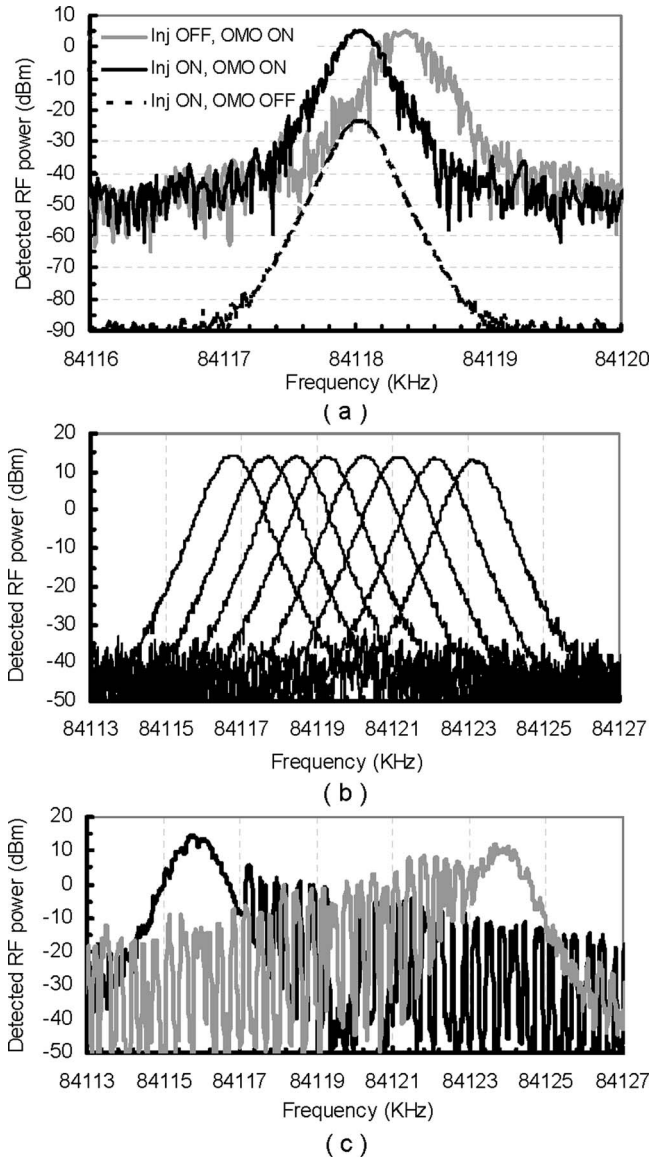 Detected RF power (dBm)
10
0
-10
-20
-30
-40
-50
-60
-70
-80
-90
Inj OFF, OMO ON
Inj ON, OMO ON
Inj ON, OMO OFF
84116 84117 84118 84119 84120
Frequency (KHz)
( a )
Detected RF power (dBm)
20
10
0
-10
-20
-30
-40
-50
84113 84115 84117 84119 84121 84123 84125 84127
Frequency (KHz)
( b )
Detected RF power (dBm)
20
10
0
-10
-20
-30
-40
-50
84113 84115 84117 84119 84121 84123 84125 84127
Frequency (KHz)
( c )